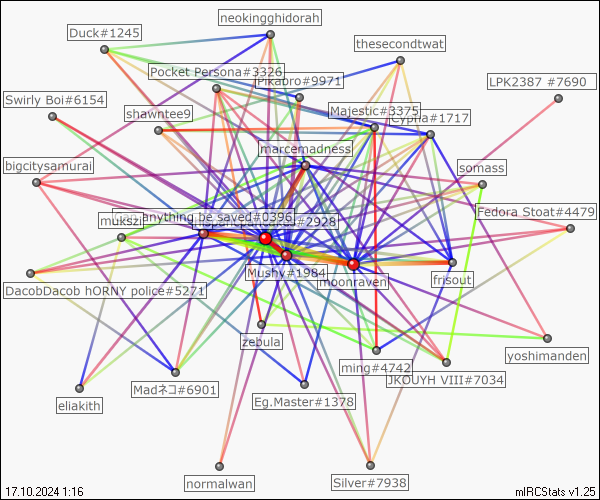 neokingghidorah
Duck#1245
thesecondtwat
Pocket Persona#3326
Pikabro#9971
LPK2387 #7690
Swirly Boi#6154
shawntee9
Majestic#3375
Cypha#1717
marcemadness
bigcitysamurai
somass
Can anything be saved#0396
#2928
Fedora Stoat#4479
mukszi
Mushy#1984
moonraven
frisout
DacobDacob hORNY police#5271
zebula
yoshimanden
ming#4742
JKOUYH VIII#7034
Madネコ#6901
eliakith
Eg.Master#1378
normalwan
Silver#7938
17.10.2024 1:16
mIRCStats v1.25